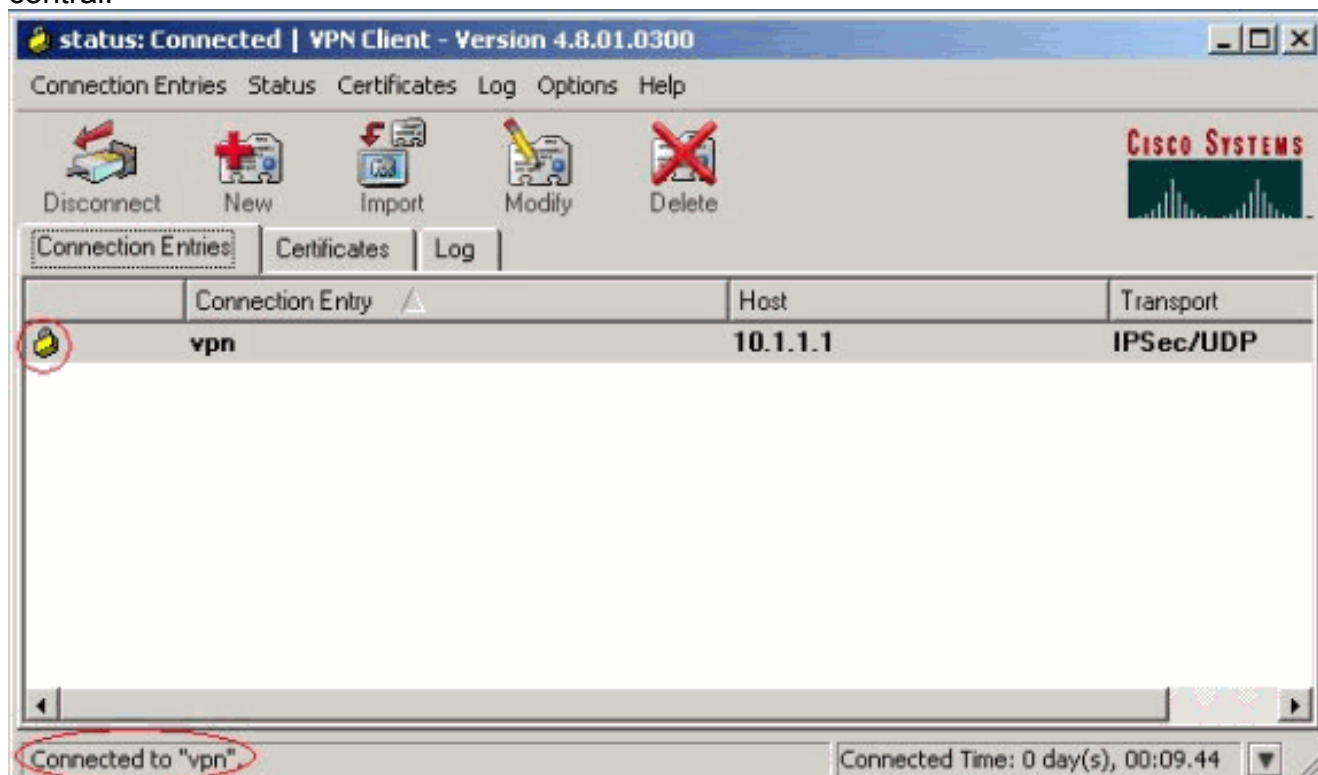 central.
status: Connected | VPN Client - Version 4.8.01.0300
Connection Entries Status Certificates Log Options Help
Disconnect New Import Modify Delete
CISCO SYSTEMS
Connection Entries Certificates Log
Connection Entry Host Transport
vpn 10.1.1.1 IPSec/UDP
Connected to "vpn". Connected Time: 0 day(s), 00:09.44